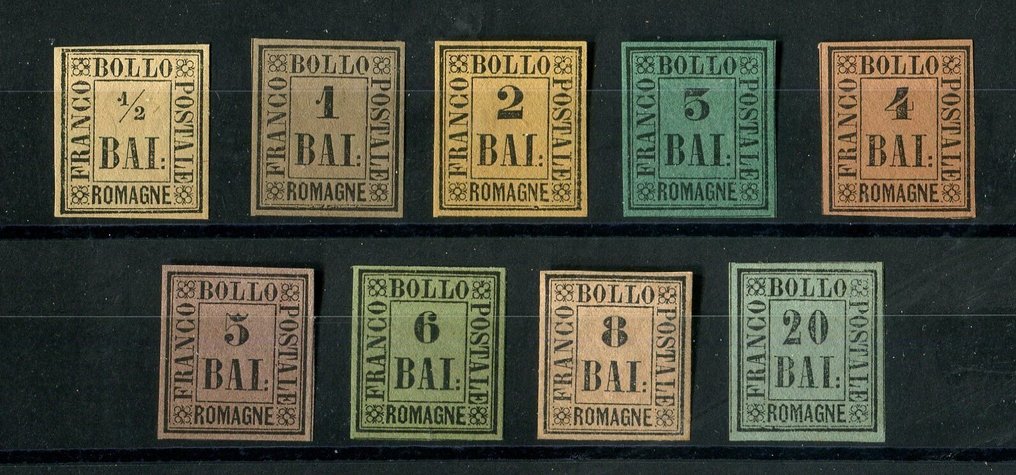 BOLLO
FRANCO
1/2
BAI:
POSTALE
ROMAGNE
BOLLO
FRANCO
1
BAI:
POSTALE
ROMAGNE
BOLLO
FRANCO
2
BAI:
POSTALE
ROMAGNE
BOLLO
FRANCO
3
BAI:
POSTALE
ROMAGNE
BOLLO
FRANCO
4
BAI:
POSTALE
ROMAGNE
BOLLO
FRANCO
5
BAI:
POSTALE
ROMAGNE
BOLLO
FRANCO
6
BAI:
POSTALE
ROMAGNE
BOLLO
FRANCO
8
BAI:
POSTALE
ROMAGNE
BOLLO
FRANCO
20
BAI:
POSTALE
ROMAGNE